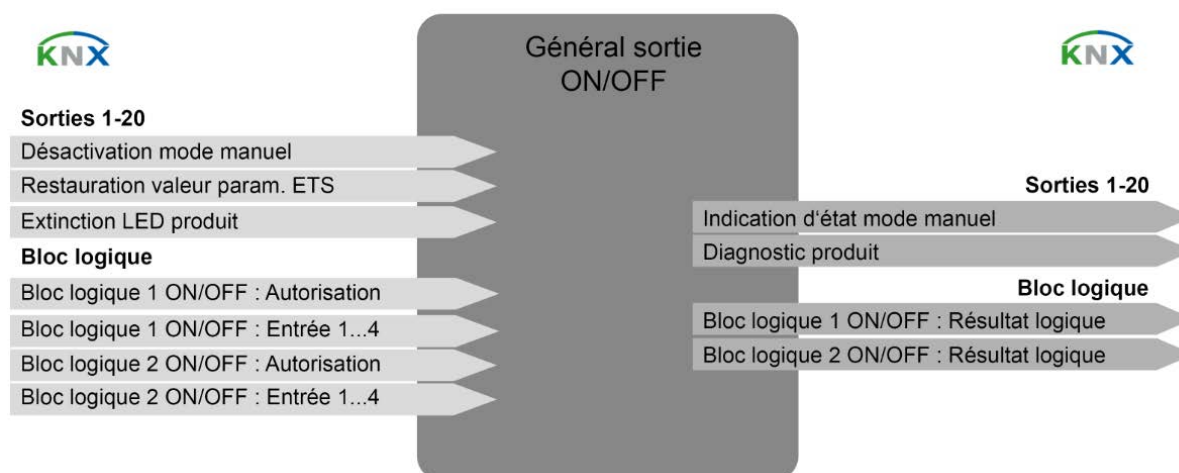 KNX
Général sortie
ON/OFF
KNX
Sorties 1-20
Désactivation mode manuel
Restauration valeur param. ETS
Extinction LED produit
Bloc logique
Bloc logique 1 ON/OFF : Autorisation
Bloc logique 1 ON/OFF : Entrée 1...4
Bloc logique 2 ON/OFF : Autorisation
Bloc logique 2 ON/OFF : Entrée 1...4
Sorties 1-20
Indication d‘état mode manuel
Diagnostic produit
Bloc logique
Bloc logique 1 ON/OFF : Résultat logique
Bloc logique 2 ON/OFF : Résultat logique